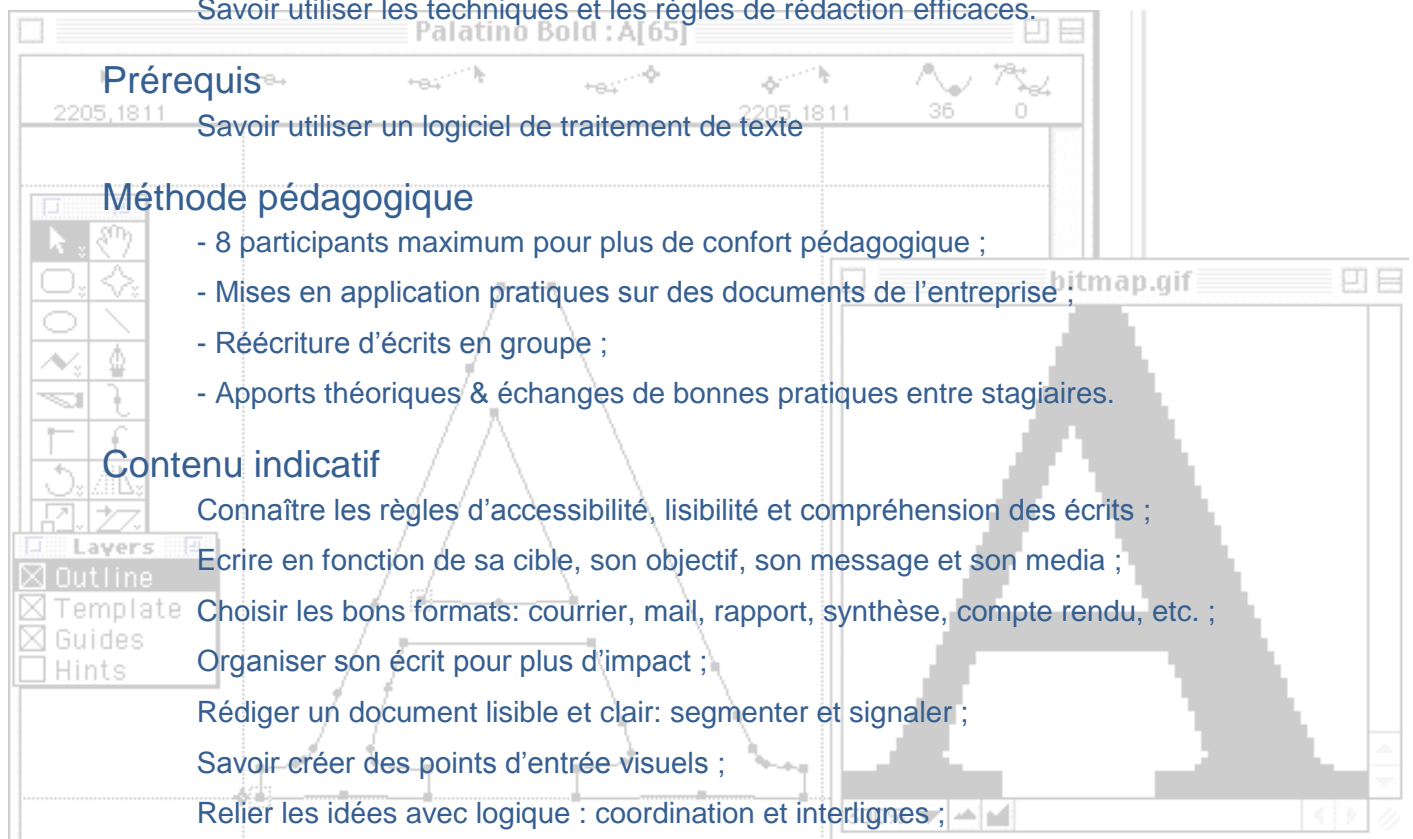 Savoir utiliser les techniques et les règles de rédaction efficaces.
Palatino Bold : A[65]
Prérequis
2205,1811
2205,1811
36
0
Savoir utiliser un logiciel de traitement de texte
Méthode pédagogique
- 8 participants maximum pour plus de confort pédagogique ;
bitmap.gif
- Mises en application pratiques sur des documents de l’entreprise ;
- Réécriture d’écrits en groupe ;
- Apports théoriques & échanges de bonnes pratiques entre stagiaires.
Contenu indicatif
Connaître les règles d’accessibilité, lisibilité et compréhension des écrits ;
Layers
Outline
Template
Guides
Hints
Ecrire en fonction de sa cible, son objectif, son message et son media ;
Choisir les bons formats: courrier, mail, rapport, synthèse, compte rendu, etc. ;
Organiser son écrit pour plus d’impact ;
Rédiger un document lisible et clair: segmenter et signaler ;
Savoir créer des points d’entrée visuels ;
Relier les idées avec logique : coordination et interlignes ;